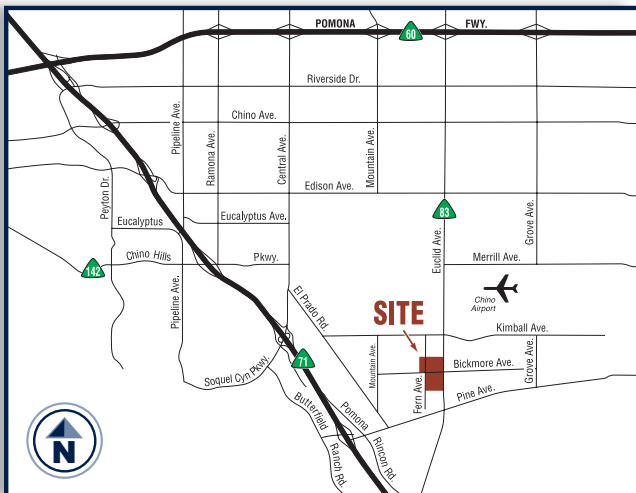 POMONA
FWY.
60
Riverside Dr.
Chino Ave.
Pipeline Ave.
Ramona Ave.
Central Ave.
Mountain Ave.
Edison Ave.
Peyton Dr.
Eucalyptus
Eucalyptus Ave.
83
Euclid Ave.
Grove Ave.
142
Chino Hills
Pkwy.
Merrill Ave.
Chino
Airport
Pipeline Ave.
El Prado Rd.
SITE
Kimball Ave.
71
Mountain Ave.
Fern Ave.
Bickmore Ave.
Grove Ave.
Soquel Cyn Pkwy.
Pine Ave.
Butterfield
Ranch Rd.
Pomona
Rincon Rd.
N